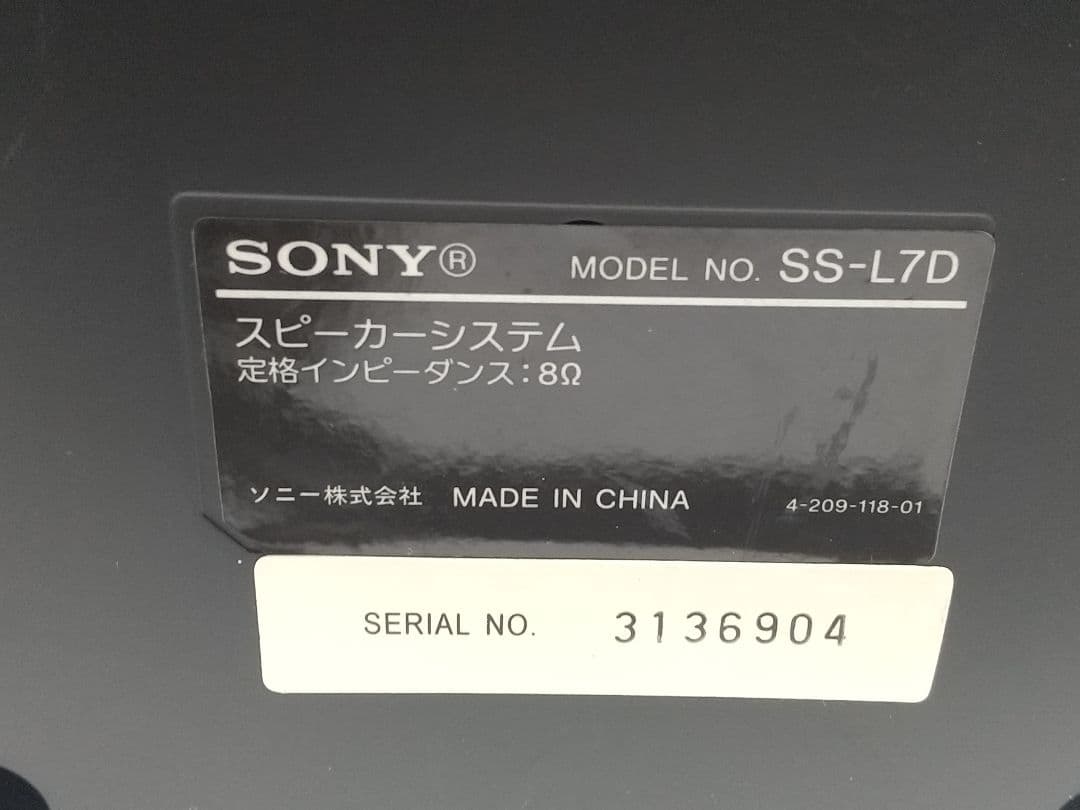 SONY® MODEL NO. SS-L7D
スピーカーシステム
定格インピーダンス:8Ω
ソニー株式会社 MADE IN CHINA 4-209-118-01
SERIAL NO. 3136904